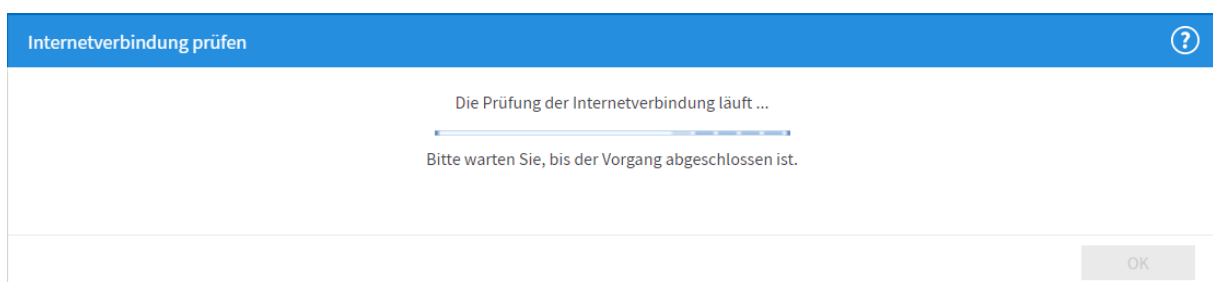 Internetverbindung prüfen
?
Die Prüfung der Internetverbindung läuft ...
Bitte warten Sie, bis der Vorgang abgeschlossen ist.
OK